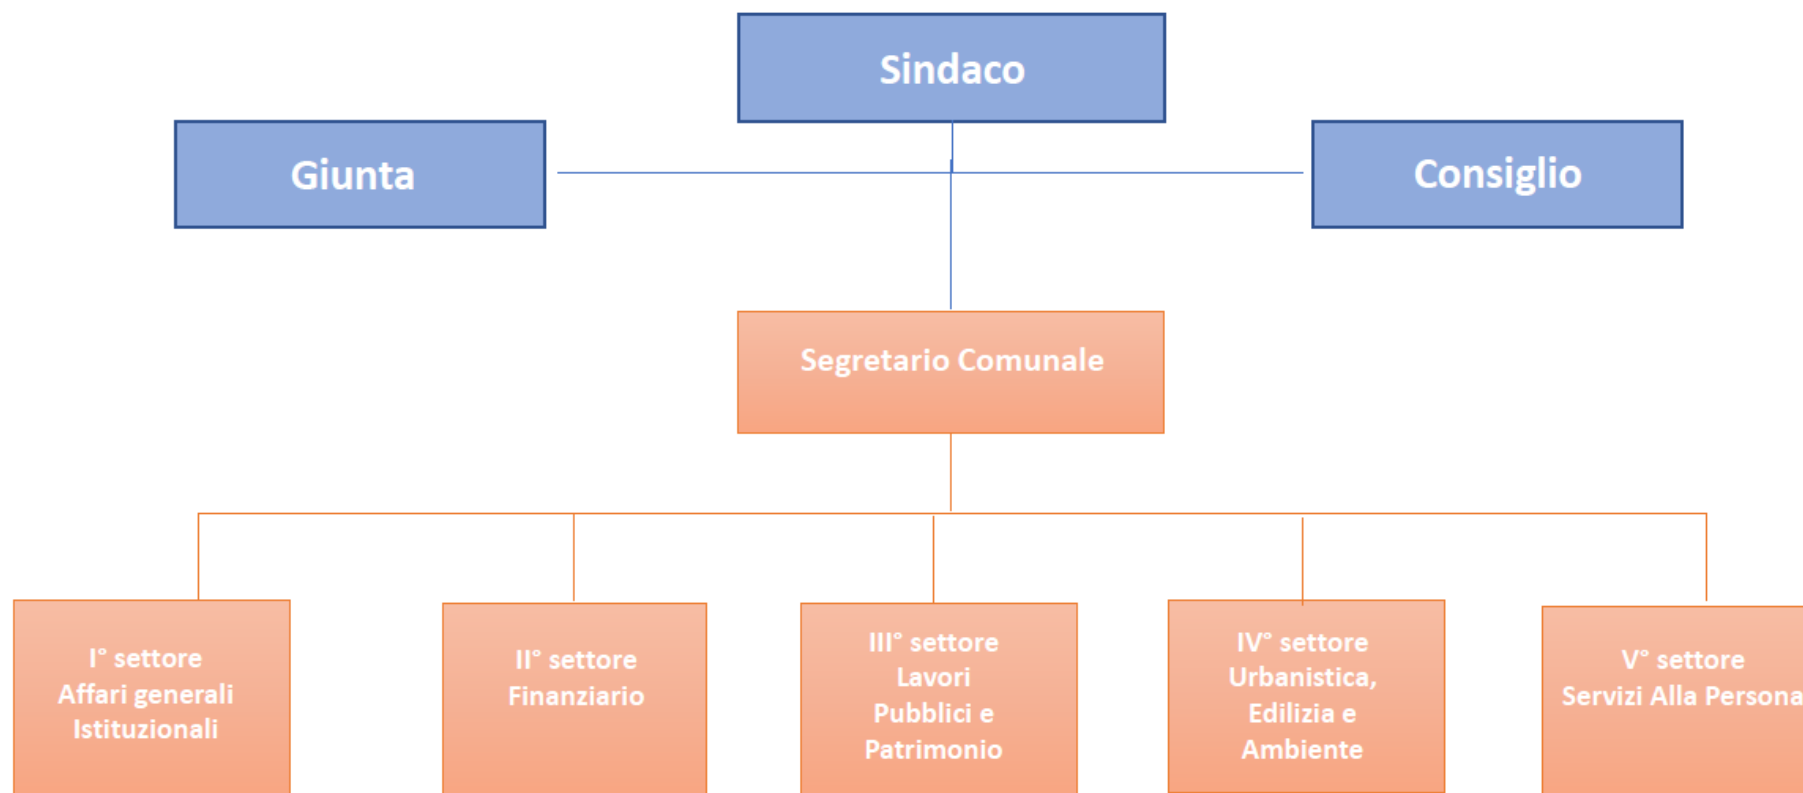 Sindaco
Giunta
Consiglio
Segretario Comunale
I° settore
Affari generali
Istituzionali
II° settore
Finanziario
III° settore
Lavori
Pubblici e
Patrimonio
IV° settore
Urbanistica,
Edilizia e
Ambiente
V° settore
Servizi Alla Persona